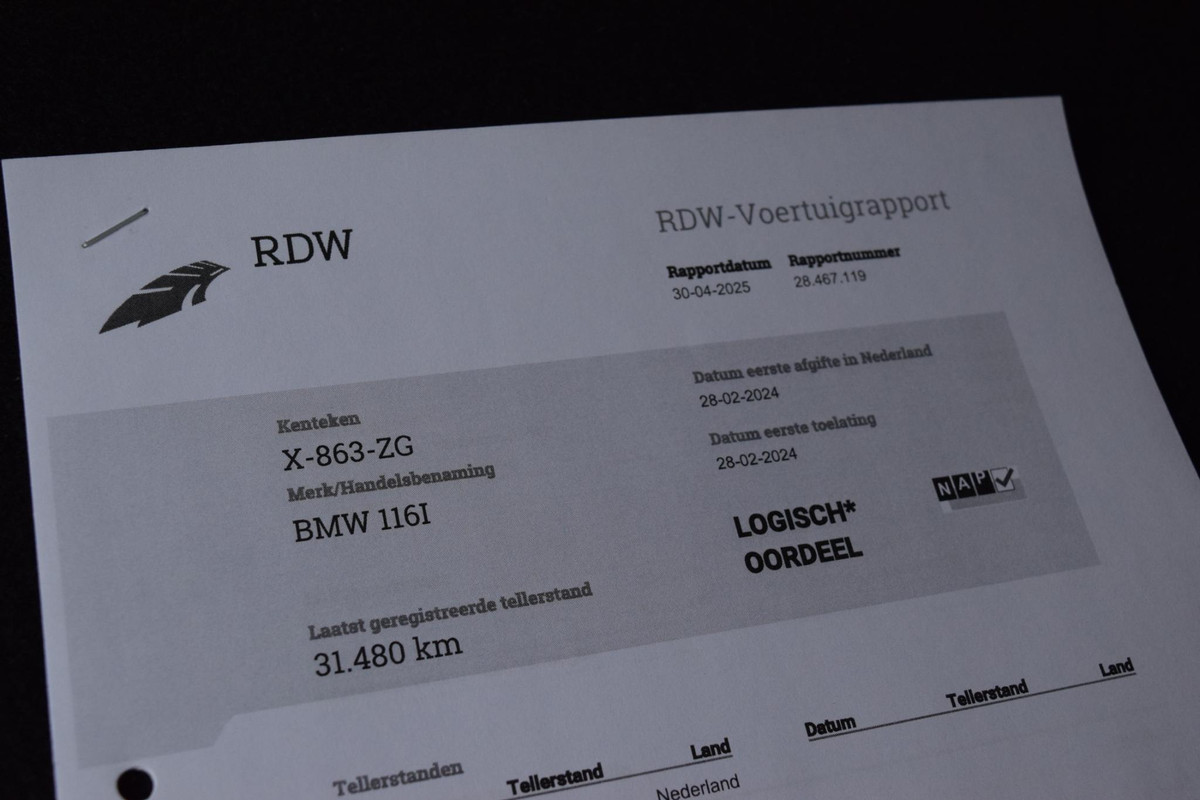 RDW
RDW-Voertuigrapport
Rapportdatum Rapportnummer
30-04-2025 28.467.119
Kenteken
X-863-ZG
Merk/Handelsbenaming
BMW 116I
Laatst geregistreerde tellerstand
31.480 km
Datum eerste afgifte in Nederland
28-02-2024
Datum eerste toelating
28-02-2024
LOGISCH*
OORDEEL
NAP
Tellerstanden Tellerstand Land
Nederland
Datum Tellerstand Land